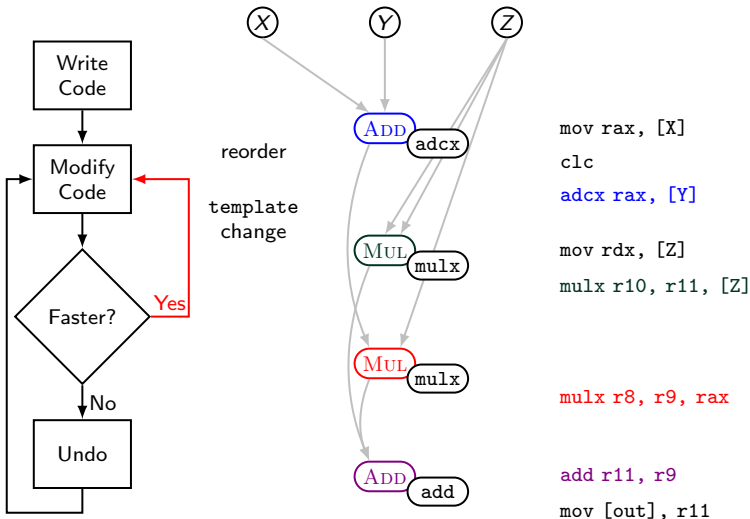 X
Y
Z
Write
Code
Modify
Code
Faster?
Yes
No
Undo
reorder
template
change
ADD
adcx
MUL
mulx
MUL
mulx
ADD
add
mov rax, [X]
clc
adcx rax, [Y]
mov rdx, [Z]
mulx r10, r11, [Z]
mulx r8, r9, rax
add r11, r9
mov [out], r11